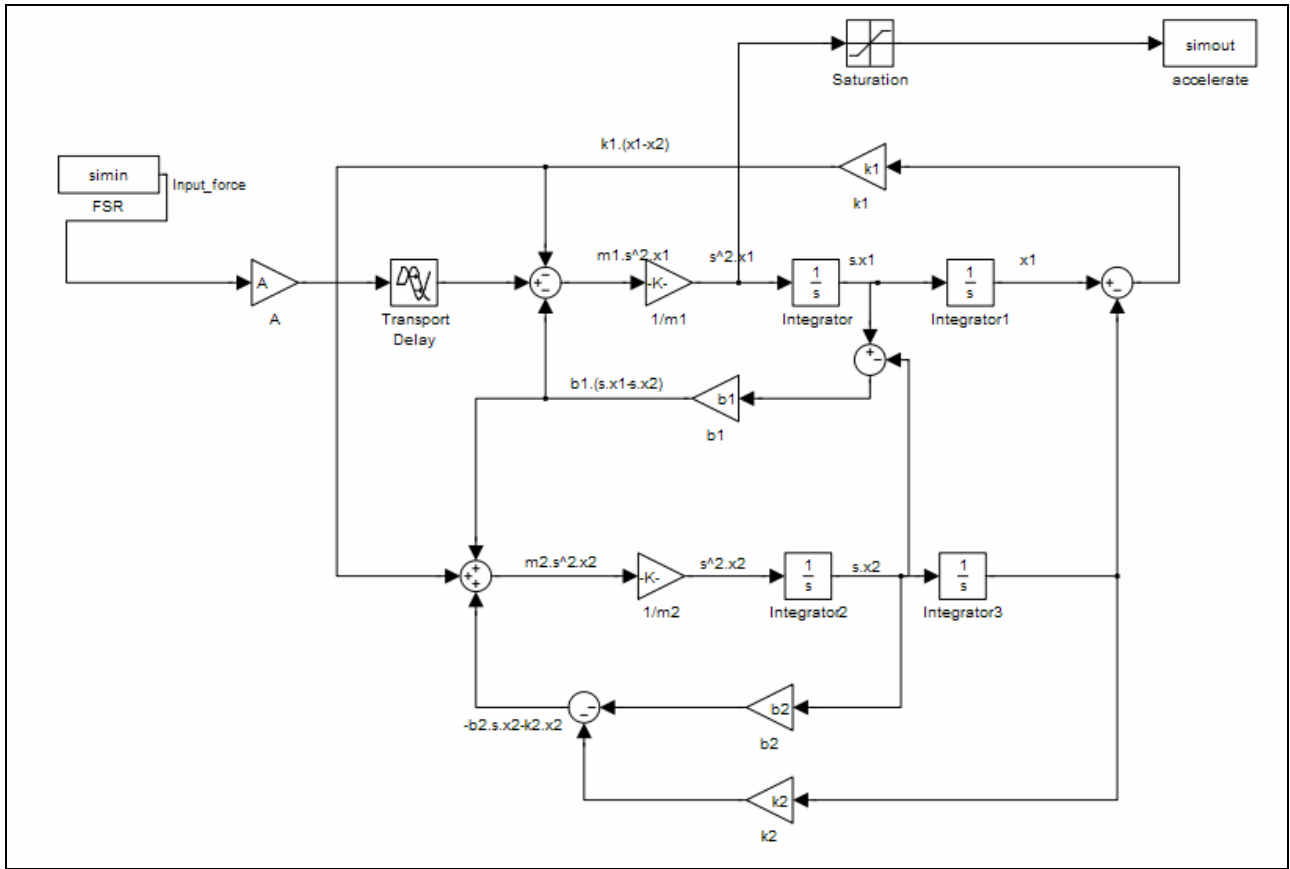 simout
Saturation
accelerate
k1.(x1-x2)
simin
Input_force
k1
FSR
k1
m1.s^2.x1
s^2.x1
s.x1
x1
A
-K-
1
s
1
s
A
Transport
Delay
1/m1
Integrator
Integrator1
b1.(s.x1-s.x2)
b1
b1
m2.s^2.x2
s^2.x2
s.x2
-K-
1
s
1
s
1/m2
Integrator2
Integrator3
b2
-b2.s.x2-k2.x2
b2
k2
k2